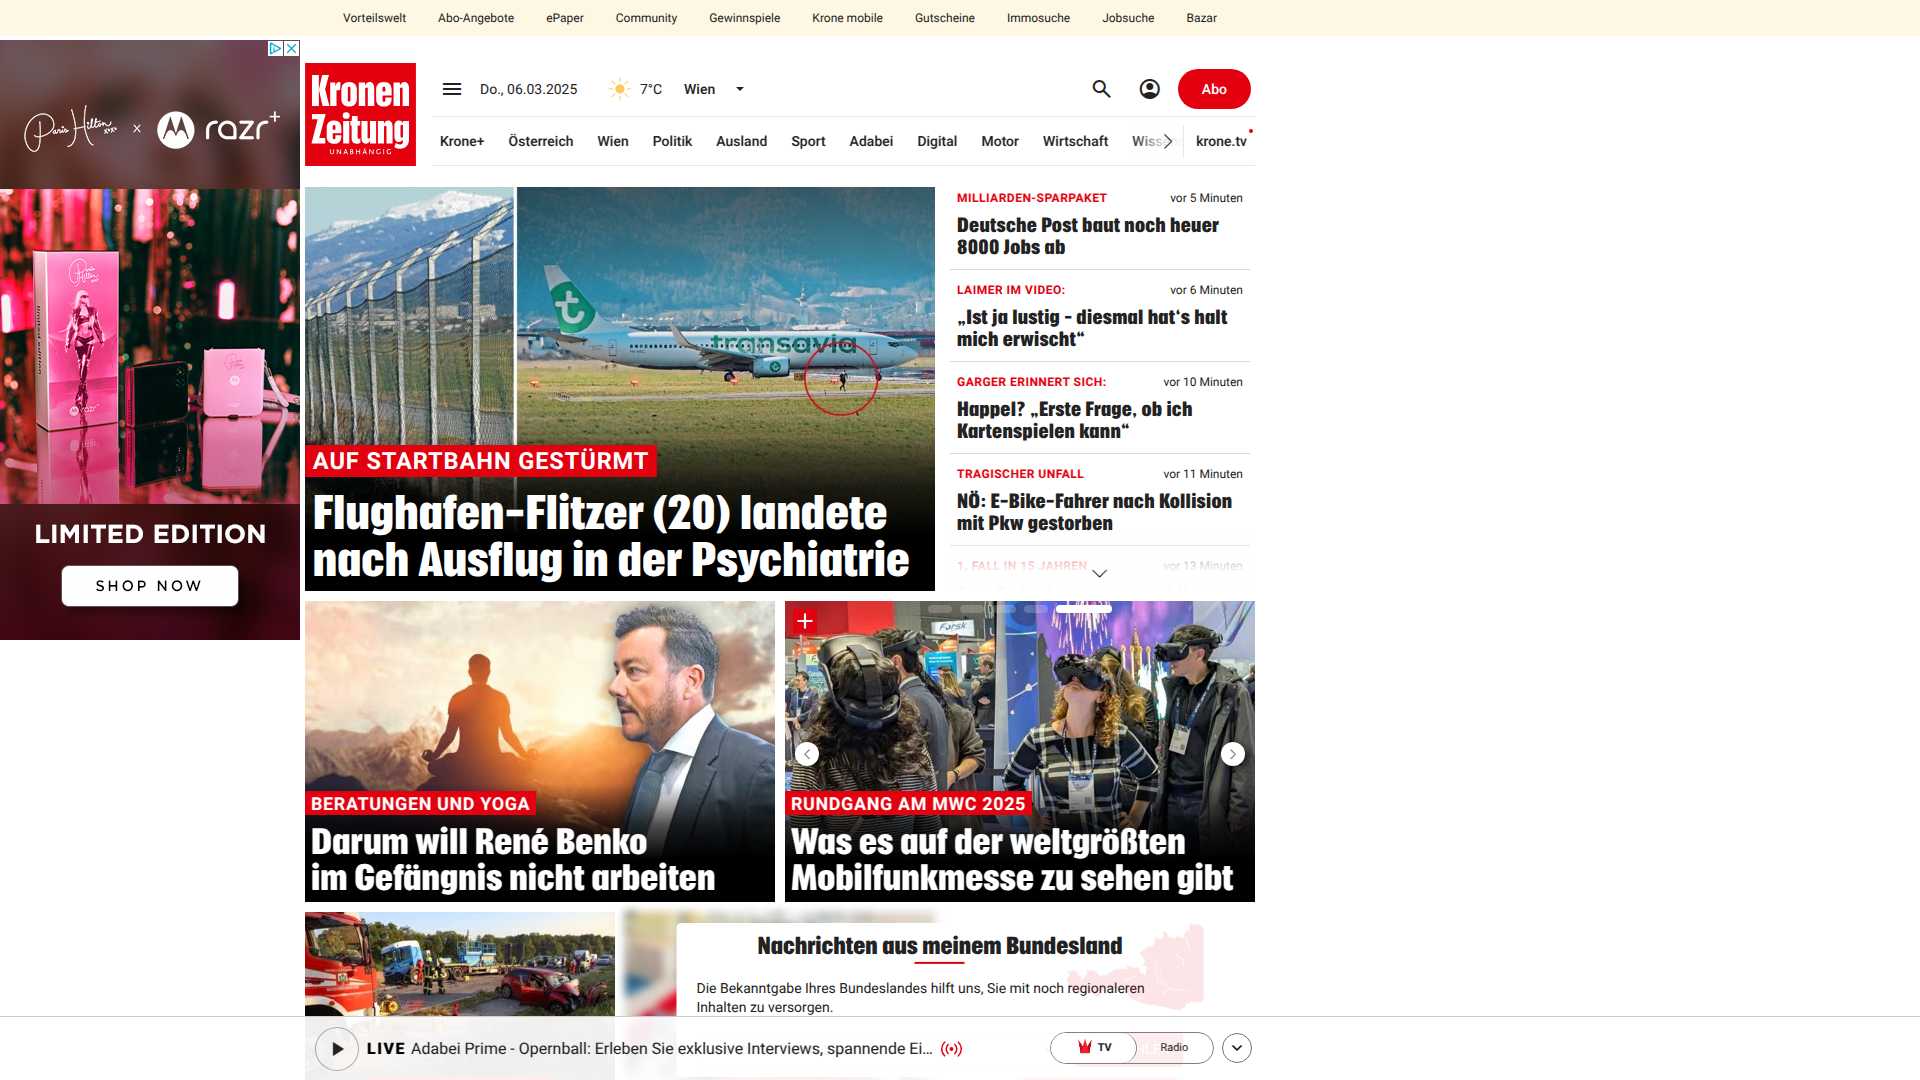 Vorteilswelt
Abo-Angebote
ePaper
Community
Gewinnspiele
Krone mobile
Gutscheine
Immosuche
Jobsuche
Bazar
Paris Hilton x razr+
LIMITED EDITION
SHOP NOW
Kronen
Zeitung
UNABHÄNGIG
Do., 06.03.2025
7°C
Wien
Abo
Krone+
Österreich
Wien
Politik
Ausland
Sport
Adabei
Digital
Motor
Wirtschaft
krone.tv
transavia
AUF STARTBAHN GESTÜRMT
Flughafen-Flitzer (20) landete
nach Ausflug in der Psychiatrie
MILLIARDEN-SPARPAKET
vor 5 Minuten
Deutsche Post baut noch heuer
8000 Jobs ab
LAIMER IM VIDEO:
vor 6 Minuten
„Ist ja lustig - diesmal hat‘s halt
mich erwischt“
GARGER ERINNERT SICH:
vor 10 Minuten
Happel? „Erste Frage, ob ich
Kartenspielen kann“
TRAGISCHER UNFALL
vor 11 Minuten
NÖ: E-Bike-Fahrer nach Kollision
mit Pkw gestorben
1. FALL IN 15 JAHREN
vor 13 Minuten
BERATUNGEN UND YOGA
Darum will René Benko
im Gefängnis nicht arbeiten
RUNDGANG AM MWC 2025
Was es auf der weltgrößten
Mobilfunkmesse zu sehen gibt
Nachrichten aus meinem Bundesland
Die Bekanntgabe Ihres Bundeslandes hilft uns, Sie mit noch regionaleren
Inhalten zu versorgen.
LIVE Adabei Prime - Opernball: Erleben Sie exklusive Interviews, spannende Ei...
TV
Radio